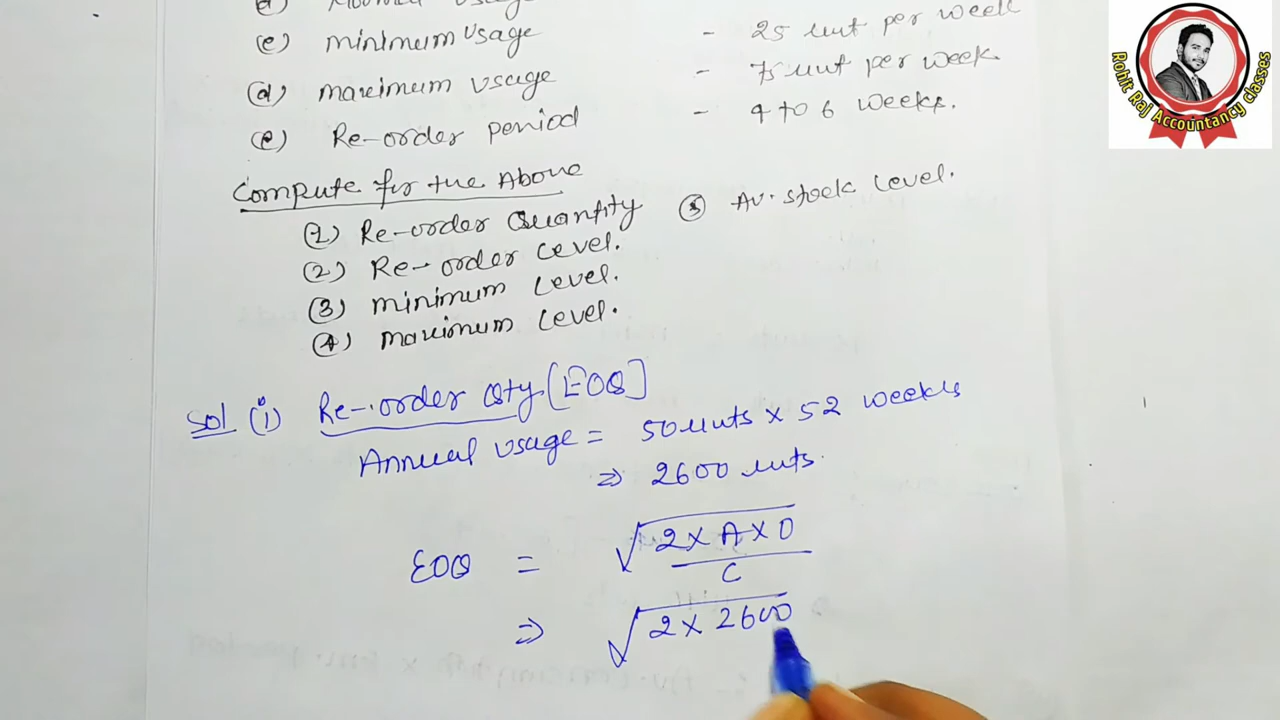 usage
(c) minimum usage - 25 unit per week
(d) maximum usage - 75 unit per week
(e) Re-order period - 4 to 6 weeks.
Compute for the Above
(1) Re-order Quantity (5) Av. stock Level.
(2) Re-order Level.
(3) minimum Level.
(4) maximum Level.
Sol (i) Re-order Qty [EOQ]
Annual usage = 50 units × 52 weeks
⇒ 2600 units.
EOQ = √2×A×O
C
⇒ √2×2600
Rohit Raj Accountancy classes